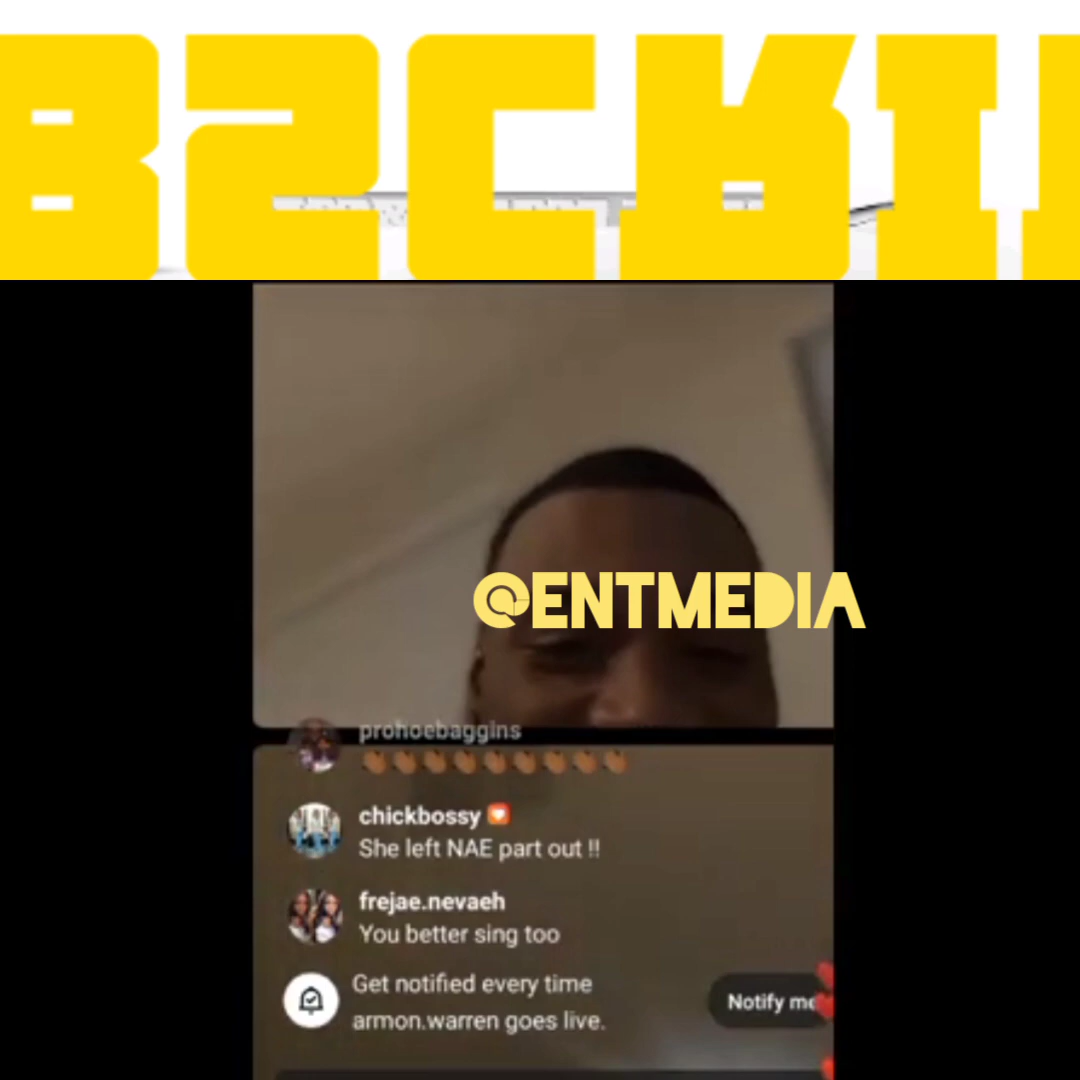 B2CKI
@ENTMEDIA
prohoebaggins
👏🏾👏🏾👏🏾👏🏾👏🏾👏🏾👏🏾👏🏾👏🏾
chickbossy
She left NAE part out !!
frejae.nevaeh
You better sing too
Get notified every time
armon.warren goes live.
Notify me